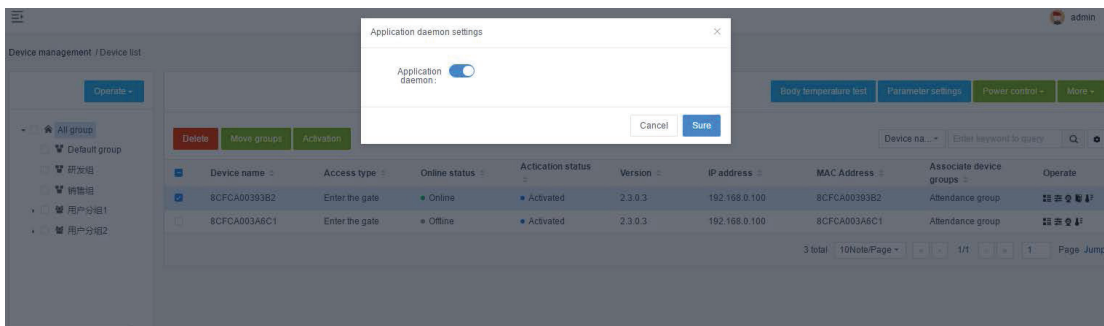 admin
Application daemon settings
Device management / Device list
Application
daemon:
Operate
Body temperature test Parameter settings Power control More
Cancel Sure
All group
Default group
研发组
销售组
用户分组1
用户分组2
Delete Move groups Activation
Device na... Enter keyword to query
Device name Access type Online status Actication status Version IP address MAC Address Associate device groups Operate
8CFCA00393B2 Enter the gate Online Activated 2.3.0.3 192.168.0.100 8CFCA00393B2 Attendance group
8CFCA003A6C1 Enter the gate Offline Activated 2.3.0.3 192.168.0.100 8CFCA003A6C1 Attendance group
3 total 10Note/Page 1/1 1 Page Jump